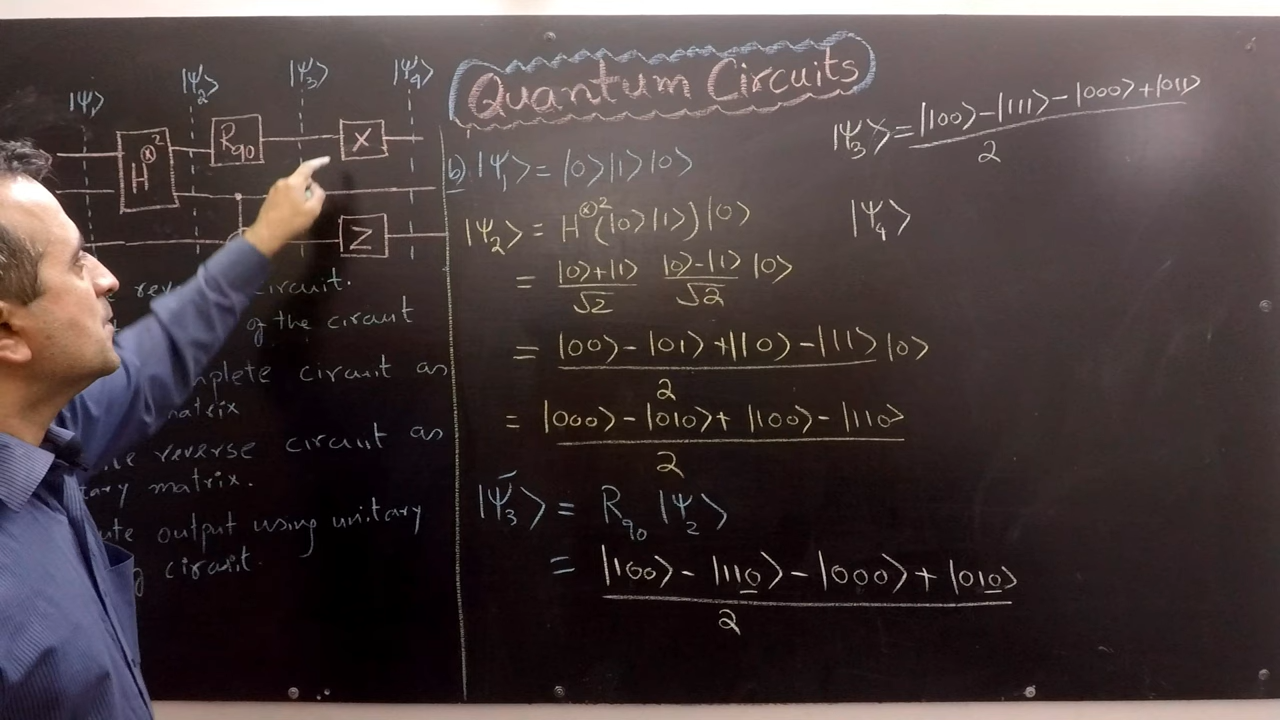 |Ψ₁⟩ |Ψ₂⟩ |Ψ₃⟩ |Ψ₄⟩
H^⊗2 R₉₀ X
Z
circuit.
of the circuit
complete circuit as
matrix
reverse circuit as
matrix.
output using unitary
circuit.
Quantum Circuits
b) |Ψ₁⟩ = |0⟩|1⟩|0⟩
|Ψ₂⟩ = H^⊗2(|0⟩|1⟩)|0⟩
= (|0⟩+|1⟩)/√2 (|0⟩-|1⟩)/√2 |0⟩
= (|00⟩ - |01⟩ + |10⟩ - |11⟩)/2 |0⟩
= (|000⟩ - |010⟩ + |100⟩ - |110⟩)/2
|Ψ₃⁻⟩ = R₉₀ |Ψ₂⟩
= (|100⟩ - |110⟩ - |000⟩ + |010⟩)/2
|Ψ₃⟩ = (|100⟩ - |111⟩ - |000⟩ + |011⟩)/2
|Ψ₄⟩